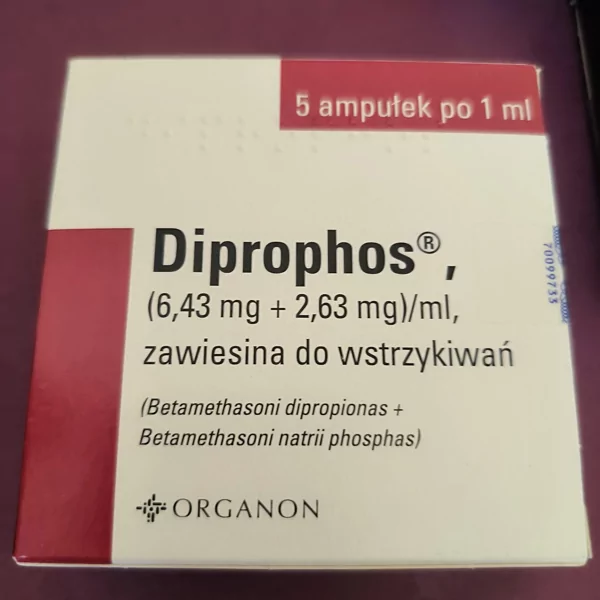 5 ampułek po 1 ml
Diprophos®,
(6,43 mg + 2,63 mg)/ml,
zawiesina do wstrzykiwań
(Betamethasoni dipropionas +
Betamethasoni natrii phosphas)
ORGANON
70099733